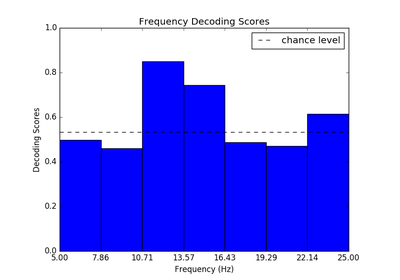 Frequency Decoding Scores
chance level
1.0
0.8
0.6
0.4
0.2
0.0
Decoding Scores
5.00 7.86 10.71 13.57 16.43 19.29 22.14 25.00
Frequency (Hz)